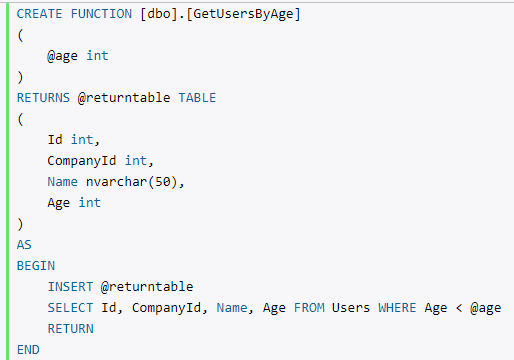 CREATE FUNCTION [dbo].[GetUsersByAge]
(
    @age int
)
RETURNS @returntable TABLE
(
    Id int,
    CompanyId int,
    Name nvarchar(50),
    Age int
)
AS
BEGIN
    INSERT @returntable
    SELECT Id, CompanyId, Name, Age FROM Users WHERE Age < @age
    RETURN
END